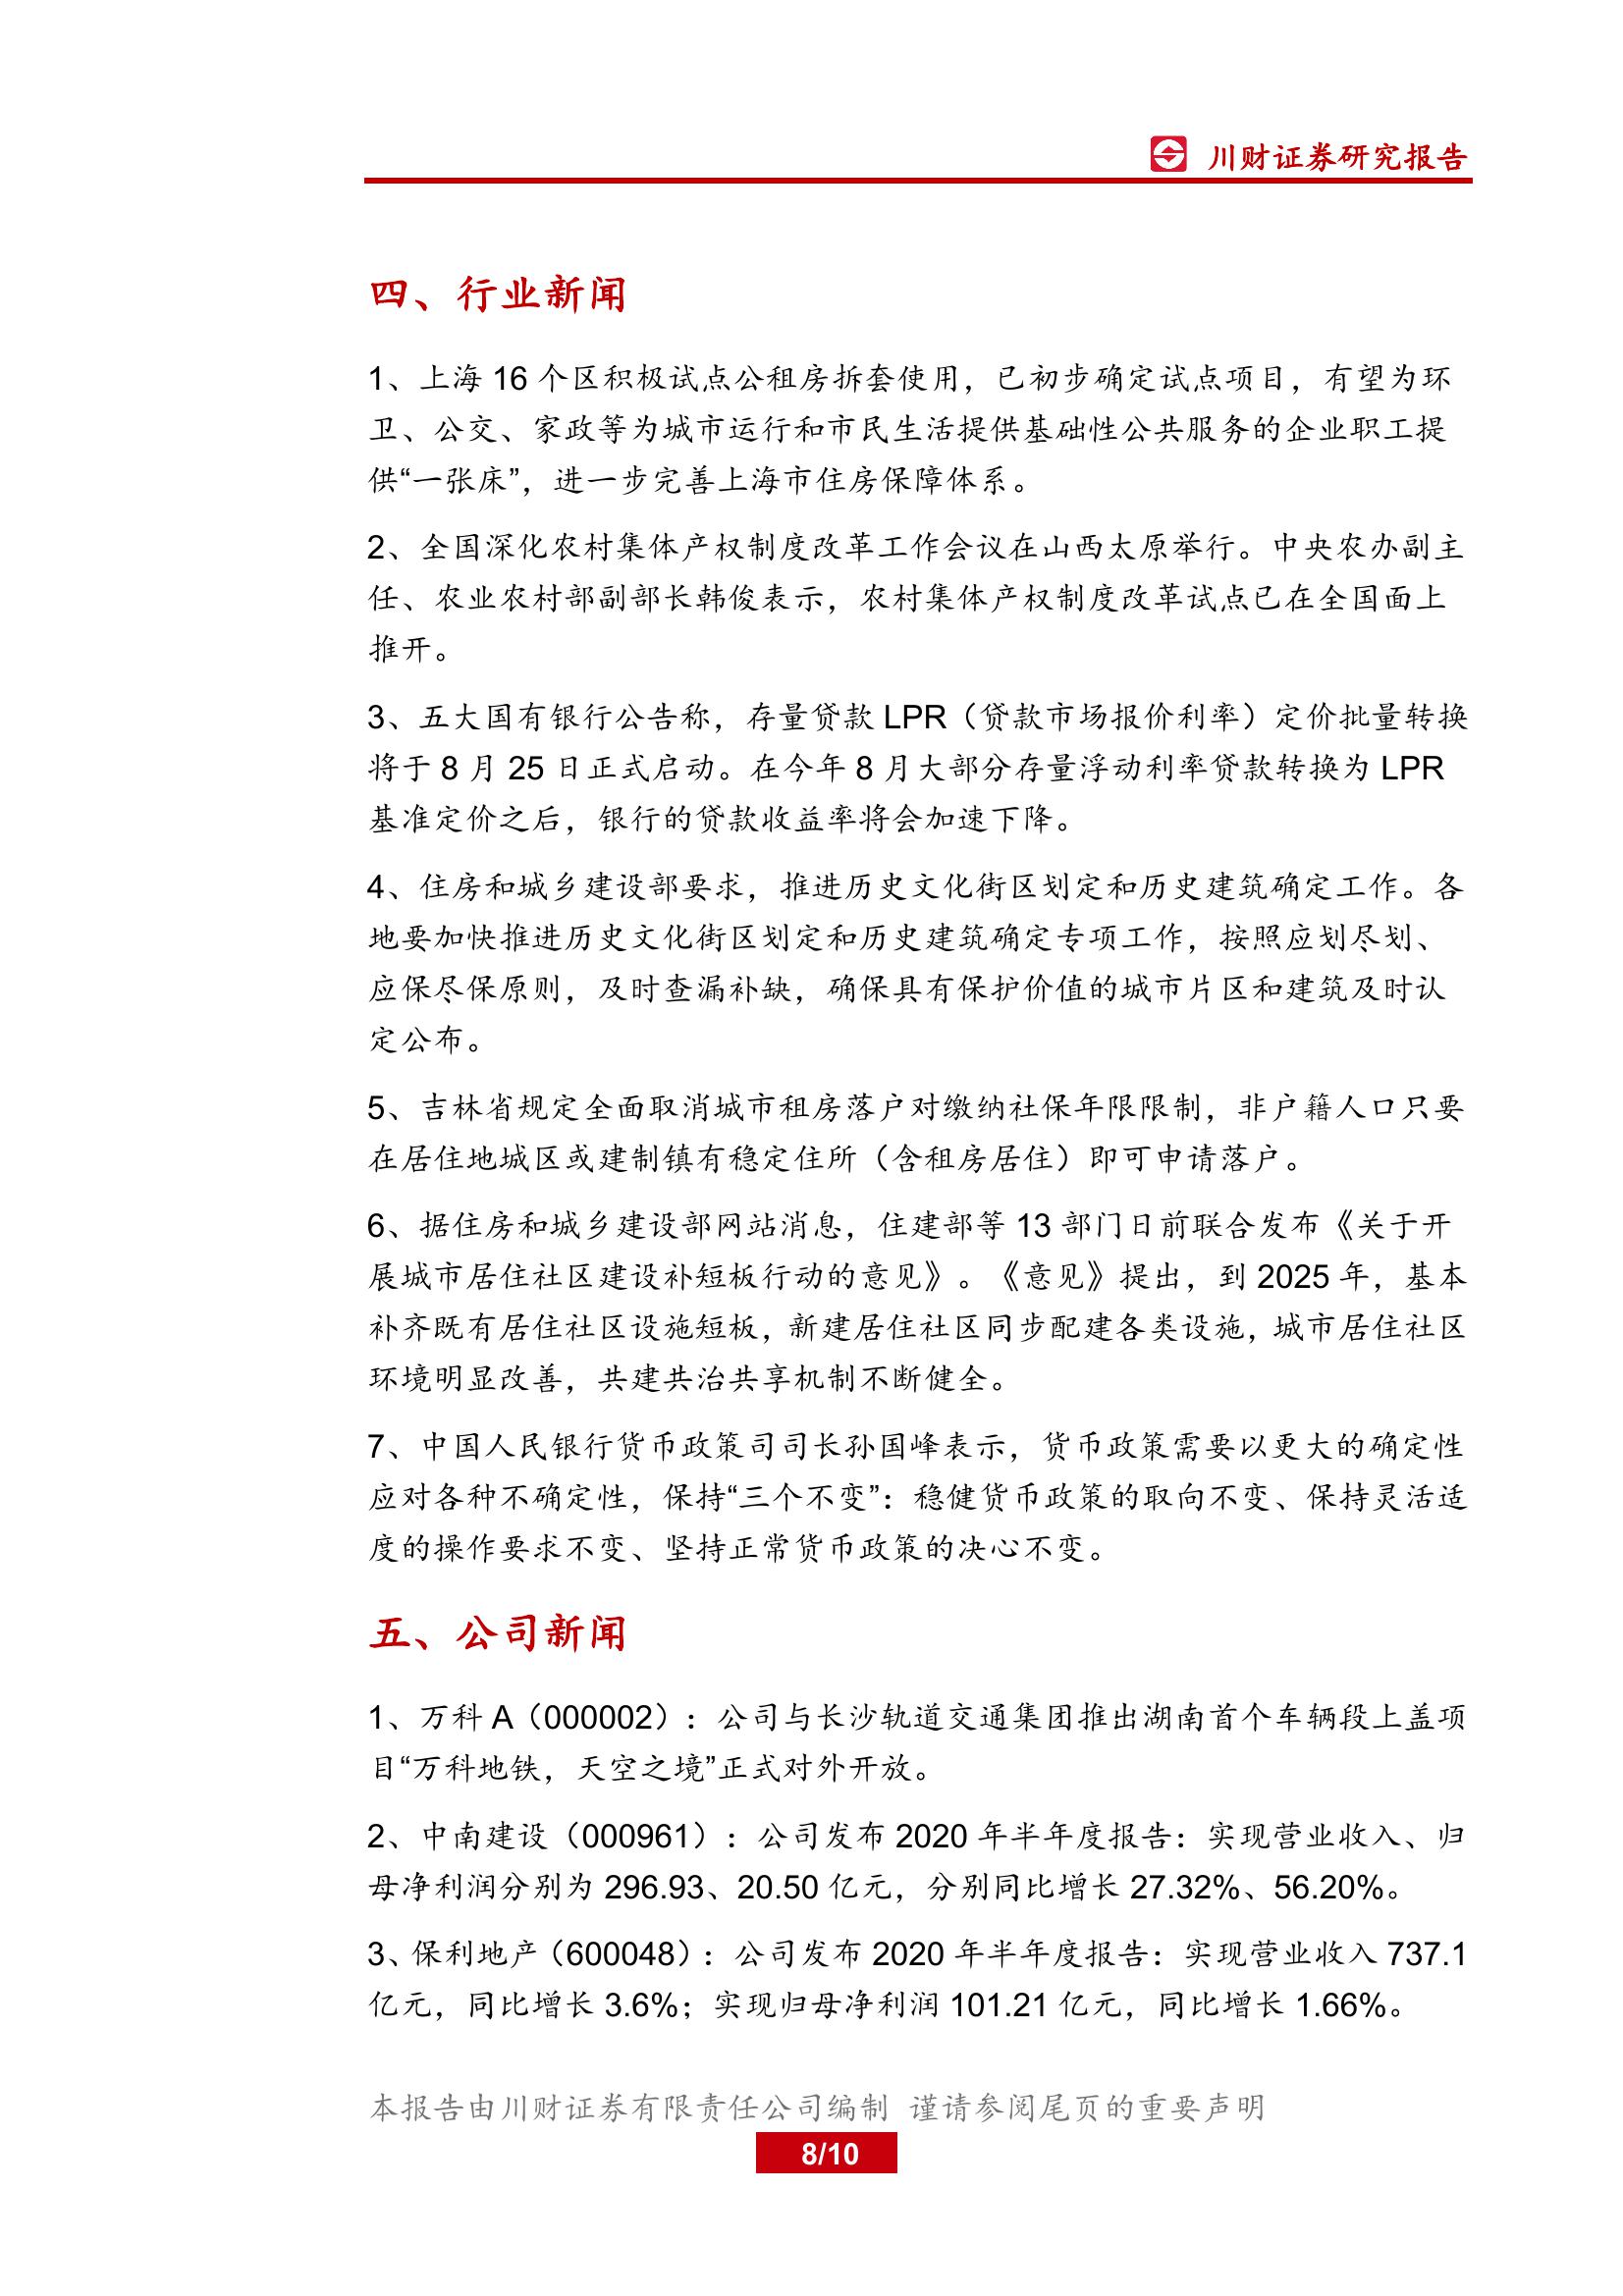 川财证券研究报告
四、行业新闻
1、上海 16 个区积极试点公租房拆套使用，已初步确定试点项目，有望为环
卫、公交、家政等为城市运行和市民生活提供基础性公共服务的企业职工提
供“一张床”，进一步完善上海市住房保障体系。
2、全国深化农村集体产权制度改革工作会议在山西太原举行。中央农办副主
任、农业农村部副部长韩俊表示，农村集体产权制度改革试点已在全国面上
推开。
3、五大国有银行公告称，存量贷款 LPR（贷款市场报价利率）定价批量转换
将于 8 月 25 日正式启动。在今年 8 月大部分存量浮动利率贷款转换为 LPR
基准定价之后，银行的贷款收益率将会加速下降。
4、住房和城乡建设部要求，推进历史文化街区划定和历史建筑确定工作。各
地要加快推进历史文化街区划定和历史建筑确定专项工作，按照应划尽划、
应保尽保原则，及时查漏补缺，确保具有保护价值的城市片区和建筑及时认
定公布。
5、吉林省规定全面取消城市租房落户对缴纳社保年限限制，非户籍人口只要
在居住地城区或建制镇有稳定住所（含租房居住）即可申请落户。
6、据住房和城乡建设部网站消息，住建部等 13 部门日前联合发布《关于开
展城市居住社区建设补短板行动的意见》。《意见》提出，到 2025 年，基本
补齐既有居住社区设施短板，新建居住社区同步配建各类设施，城市居住社区
环境明显改善，共建共治共享机制不断健全。
7、中国人民银行货币政策司司长孙国峰表示，货币政策需要以更大的确定性
应对各种不确定性，保持“三个不变”：稳健货币政策的取向不变、保持灵活适
度的操作要求不变、坚持正常货币政策的决心不变。
五、公司新闻
1、万科 A（000002）：公司与长沙轨道交通集团推出湖南首个车辆段上盖项
目“万科地铁，天空之境”正式对外开放。
2、中南建设（000961）：公司发布 2020 年半年度报告：实现营业收入、归
母净利润分别为 296.93、20.50 亿元，分别同比增长 27.32%、56.20%。
3、保利地产（600048）：公司发布 2020 年半年度报告：实现营业收入 737.1
亿元，同比增长 3.6%；实现归母净利润 101.21 亿元，同比增长 1.66%。
本报告由川财证券有限责任公司编制 谨请参阅尾页的重要声明
8/10